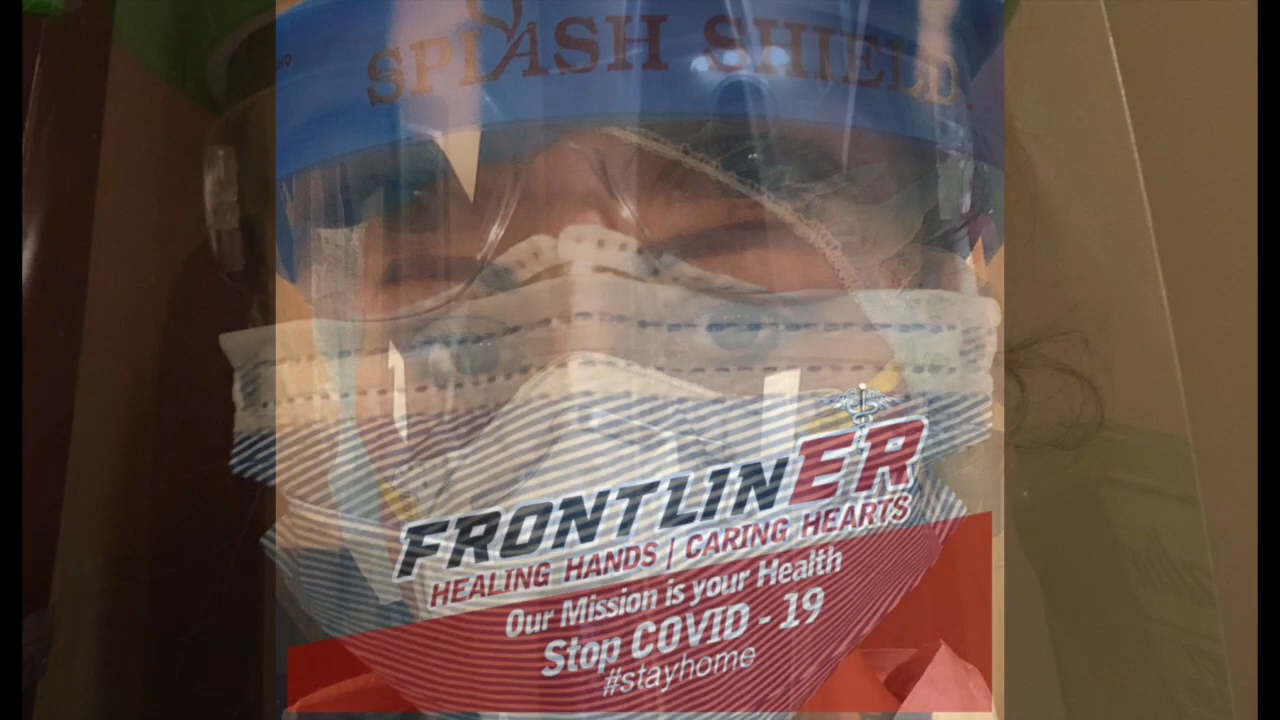 SPLASH SHIELD
FRONTLINER
HEALING HANDS | CARING HEARTS
Our Mission is your Health
Stop COVID - 19
#stayhome